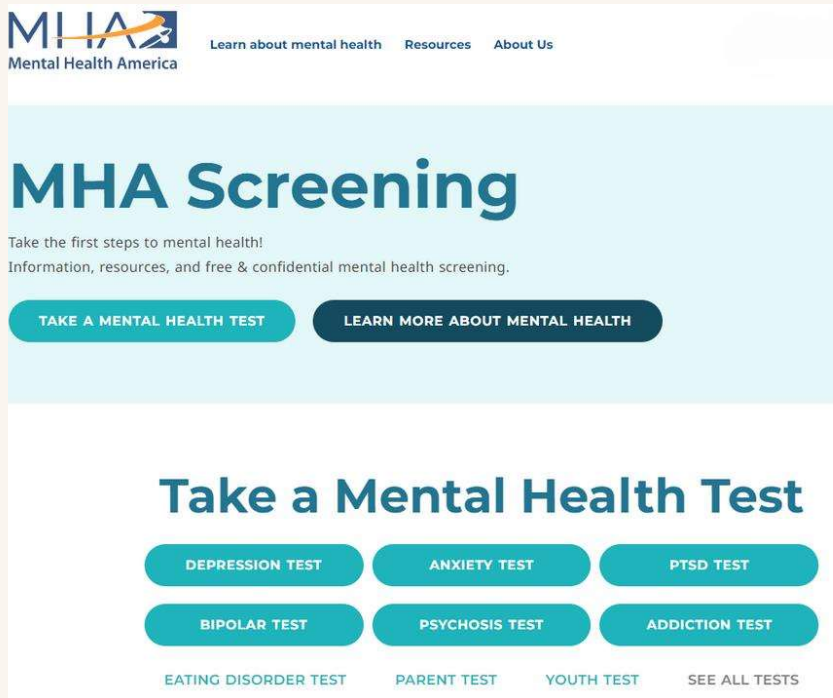 MHA
Mental Health America
Learn about mental health Resources About Us
MHA Screening
Take the first steps to mental health!
Information, resources, and free & confidential mental health screening.
TAKE A MENTAL HEALTH TEST LEARN MORE ABOUT MENTAL HEALTH
Take a Mental Health Test
DEPRESSION TEST ANXIETY TEST PTSD TEST
BIPOLAR TEST PSYCHOSIS TEST ADDICTION TEST
EATING DISORDER TEST PARENT TEST YOUTH TEST SEE ALL TESTS